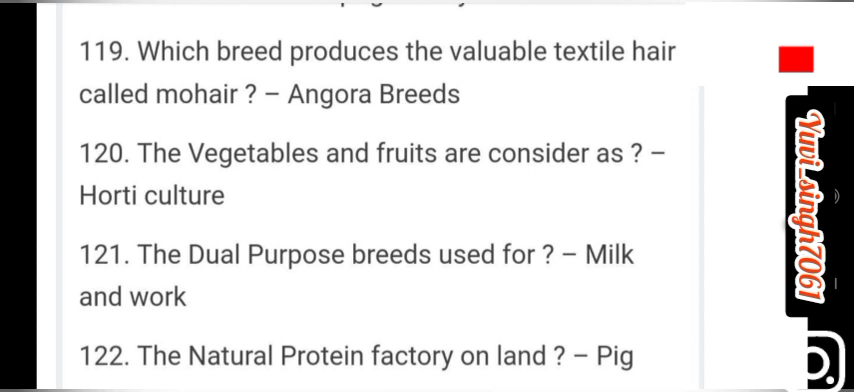 119. Which breed produces the valuable textile hair
called mohair ? – Angora Breeds
120. The Vegetables and fruits are consider as ? –
Horti culture
121. The Dual Purpose breeds used for ? – Milk
and work
122. The Natural Protein factory on land ? – Pig
Yuvi_singh7061